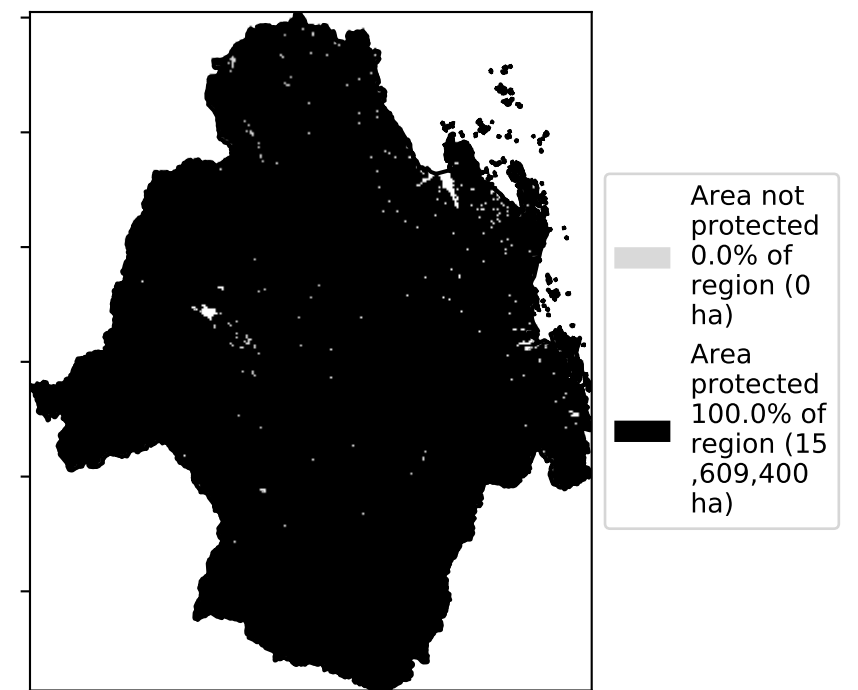 Area not
protected
0.0% of
region (0
ha)
Area
protected
100.0% of
region (15
,609,400
ha)